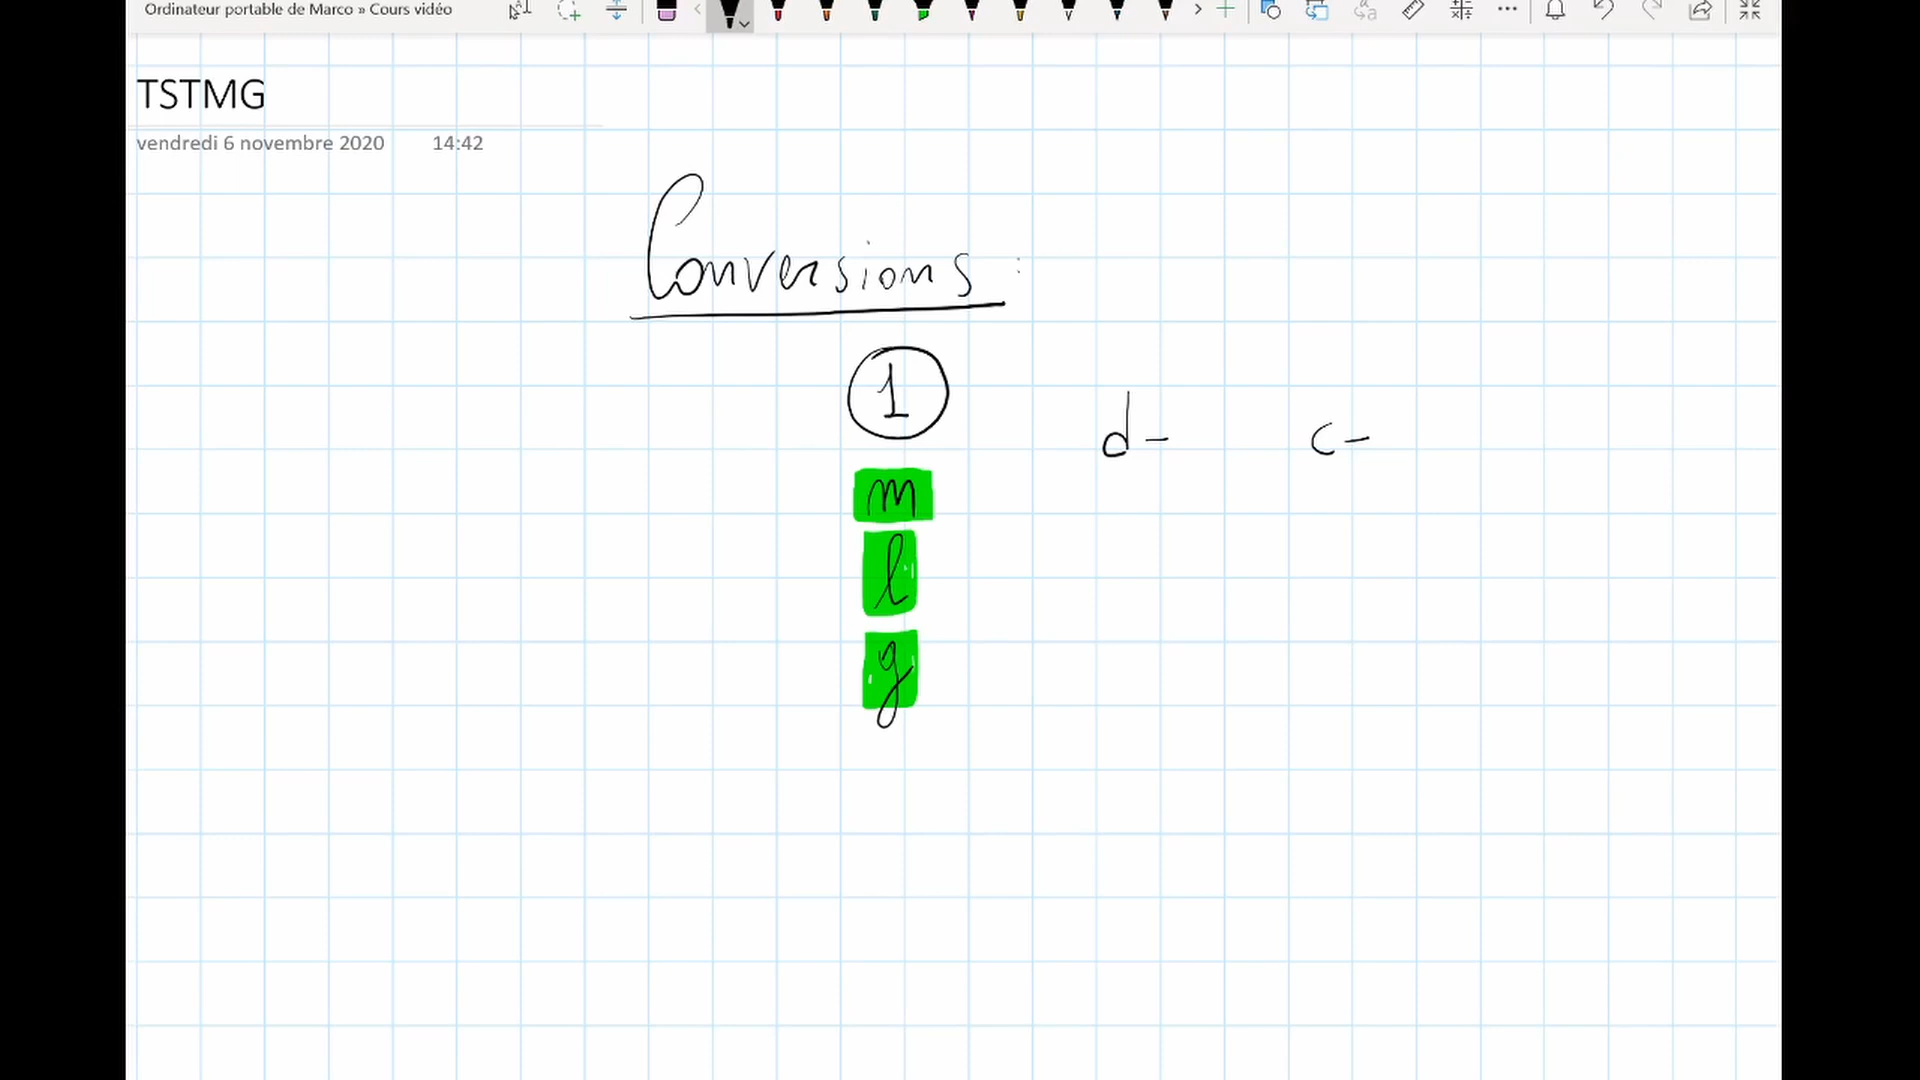 Ordinateur portable de Marco » Cours vidéo
TSTMG
vendredi 6 novembre 2020 14:42
Conversions :
1
d- c-
m
l
g